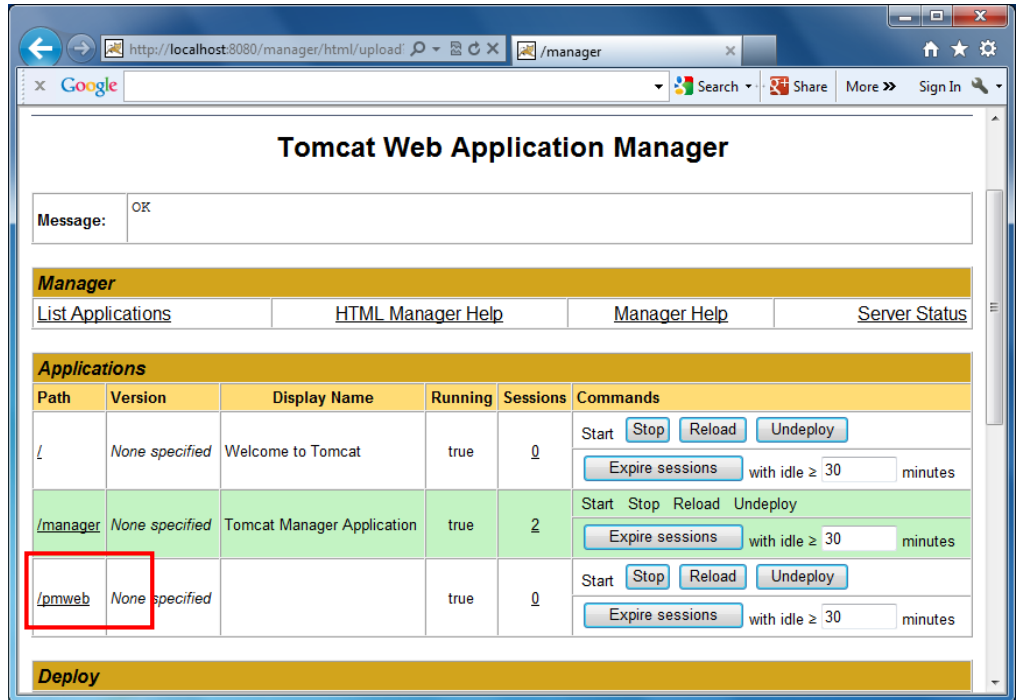 http://localhost:8080/manager/html/upload
/manager
x Google Search Share More >> Sign In
Tomcat Web Application Manager
Message: OK
Manager
List Applications HTML Manager Help Manager Help Server Status
Applications
Path Version Display Name Running Sessions Commands
/ None specified Welcome to Tomcat true 0 Start Stop Reload Undeploy
Expire sessions with idle ≥ 30 minutes
/manager None specified Tomcat Manager Application true 2 Start Stop Reload Undeploy
Expire sessions with idle ≥ 30 minutes
/pmweb None specified true 0 Start Stop Reload Undeploy
Expire sessions with idle ≥ 30 minutes
Deploy